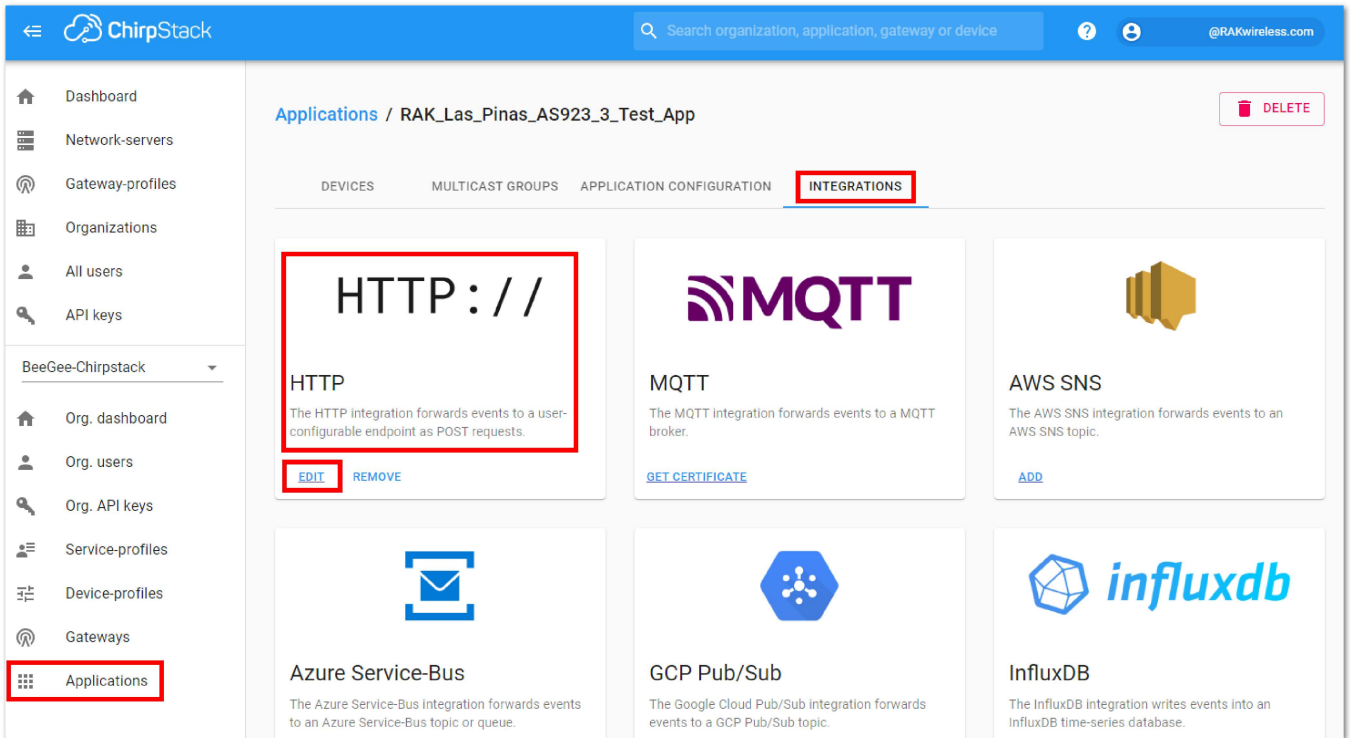 ChirpStack
Search organization, application, gateway or device
@RAKwireless.com
Dashboard
Network-servers
Gateway-profiles
Organizations
All users
API keys
BeeGee-Chirpstack
Org. dashboard
Org. users
Org. API keys
Service-profiles
Device-profiles
Gateways
Applications
Applications / RAK_Las_Pinas_AS923_3_Test_App
DELETE
DEVICES
MULTICAST GROUPS
APPLICATION CONFIGURATION
INTEGRATIONS
HTTP://
HTTP
The HTTP integration forwards events to a user-
configurable endpoint as POST requests.
EDIT
REMOVE
MQTT
MQTT
The MQTT integration forwards events to a MQTT
broker.
GET CERTIFICATE
AWS SNS
The AWS SNS integration forwards events to an
AWS SNS topic.
ADD
Azure Service-Bus
The Azure Service-Bus integration forwards events
to an Azure Service-Bus topic or queue.
GCP Pub/Sub
The Google Cloud Pub/Sub integration forwards
events to a GCP Pub/Sub topic.
influxdb
InfluxDB
The InfluxDB integration writes events into an
InfluxDB time-series database.